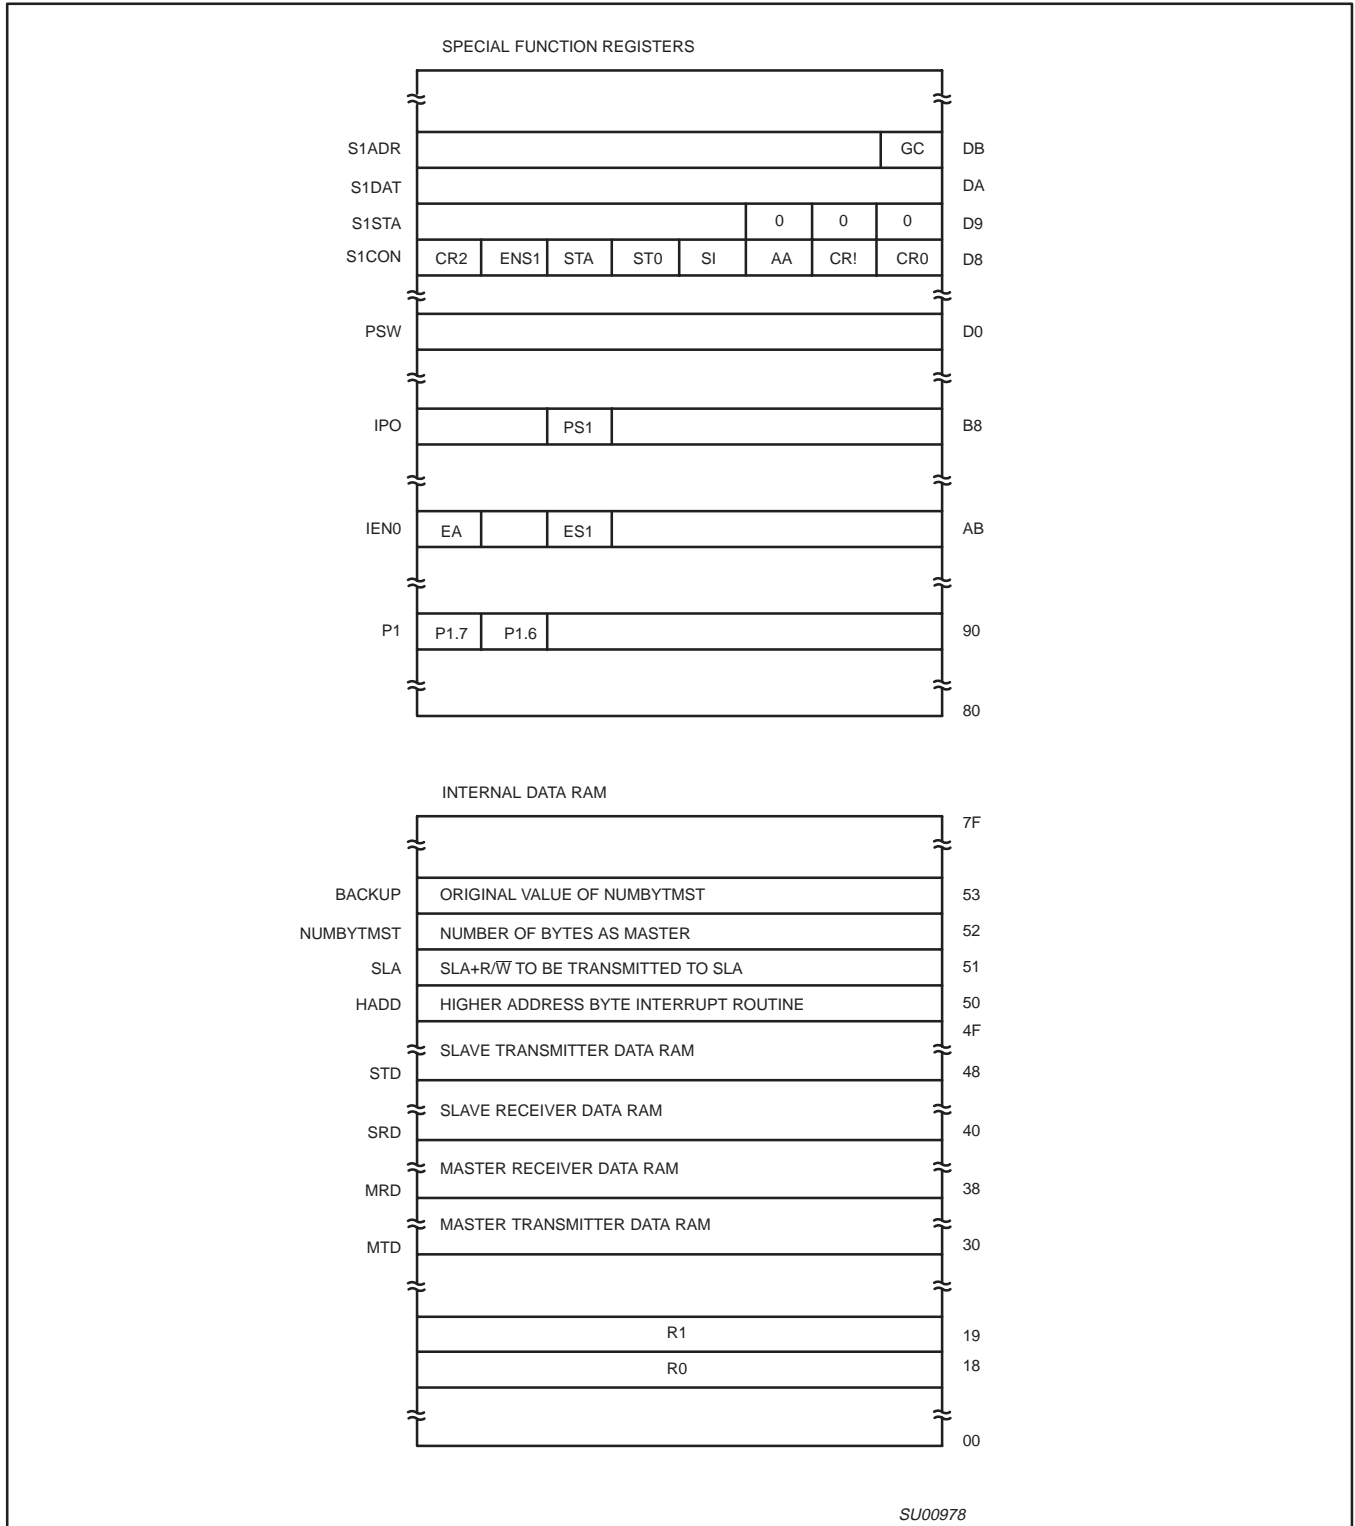 SPECIAL FUNCTION REGISTERS
S1ADR GC DB
S1DAT DA
S1STA 0 0 0 D9
S1CON CR2 ENS1 STA ST0 SI AA CR! CR0 D8
PSW D0
IPO PS1 B8
IEN0 EA ES1 AB
P1 P1.7 P1.6 90
80
INTERNAL DATA RAM
7F
BACKUP ORIGINAL VALUE OF NUMBYTMST 53
NUMBYTMST NUMBER OF BYTES AS MASTER 52
SLA SLA+R/W̅ TO BE TRANSMITTED TO SLA 51
HADD HIGHER ADDRESS BYTE INTERRUPT ROUTINE 50
4F
SLAVE TRANSMITTER DATA RAM
STD 48
SLAVE RECEIVER DATA RAM
SRD 40
MASTER RECEIVER DATA RAM
MRD 38
MASTER TRANSMITTER DATA RAM
MTD 30
R1 19
R0 18
00
SU00978